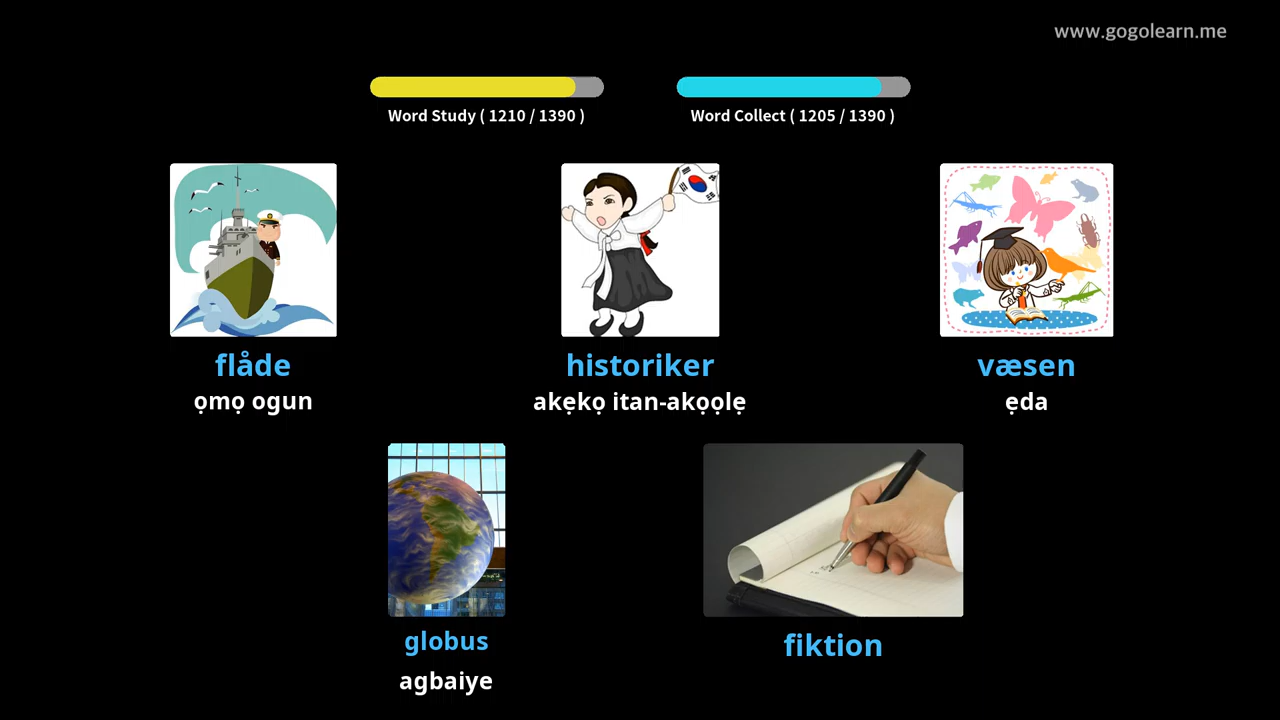 www.gogolearn.me
Word Study ( 1210 / 1390 )
Word Collect ( 1205 / 1390 )
flåde
ọmọ ogun
historiker
akẹkọ itan-akọọlẹ
væsen
ẹda
globus
agbaiye
fiktion